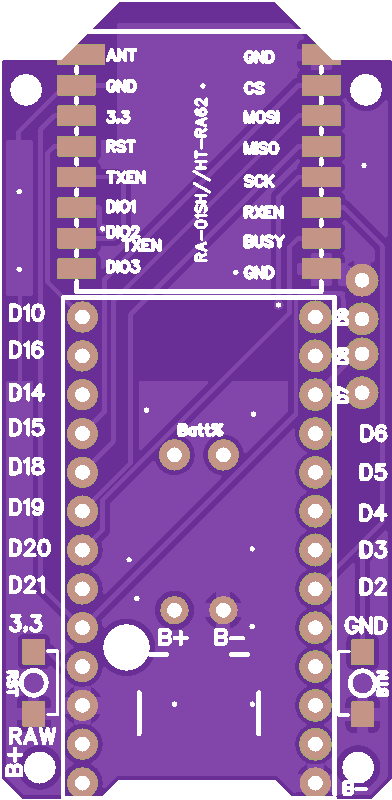 ANT GND
GND CS
3.3 MOSI
RST MISO
TXEN SCK
DIO1 RXEN
DIO2 BUSY
TXEN
DIO3 GND
RA-01SH//HT-RA62
D10
D16
D14
D15 D6
Batt%
D18 D5
D19 D4
D20 D3
D21 D2
3.3 GND
B+ B-
RST BTN
RAW
B+ B-